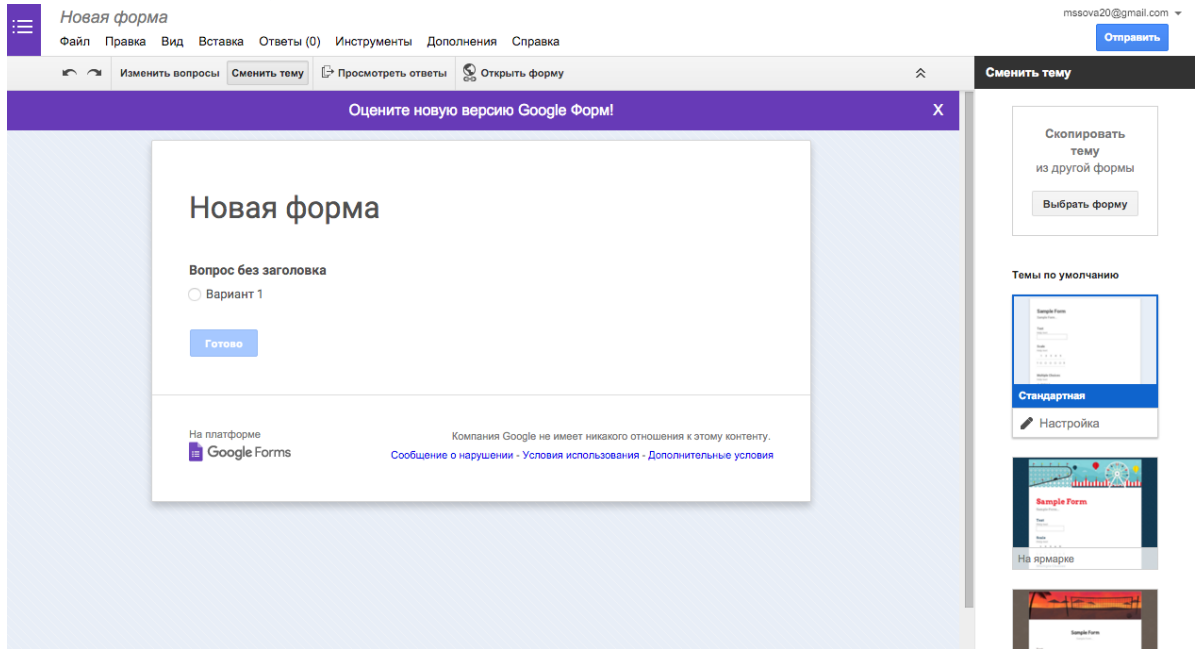 Новая форма
mssova20@gmail.com
Файл Правка Вид Вставка Ответы (0) Инструменты Дополнения Справка
Отправить
Изменить вопросы Сменить тему Просмотреть ответы Открыть форму
Сменить тему
Оцените новую версию Google Форм! X
Скопировать
тему
из другой формы
Выбрать форму
Новая форма
Вопрос без заголовка
Вариант 1
Готово
На платформе
Google Forms
Компания Google не имеет никакого отношения к этому контенту.
Сообщение о нарушении - Условия использования - Дополнительные условия
Темы по умолчанию
Sample Form
Стандартная
Настройка
Sample Form
На ярмарке
Sample Form